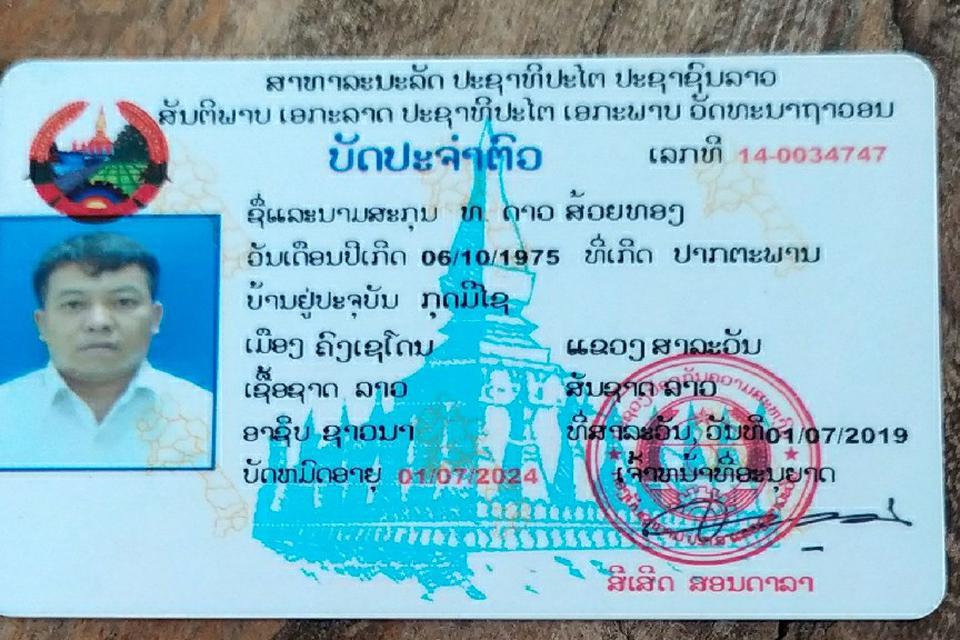 ສາທາລະນະລັດ ປະຊາທິປະໄຕ ປະຊາຊົນລາວ
ສັນຕິພາບ ເອກະລາດ ປະຊາທິປະໄຕ ເອກະພາບ ວັດທະນາຖາວອນ
ບັດປະຈຳຕົວ ເລກທີ 14-0034747
ຊື່ແລະນາມສະກຸນ ທ ດາວ ສ້ອຍທອງ
ວັນເດືອນປີເກີດ 06/10/1975 ທີ່ເກີດ ປາກຕະພານ
ບ້ານຢູ່ປະຈຸບັນ ກຸດມີໄຊ
ເມືອງ ຄົງເຊໂດນ ແຂວງ ສາລະວັນ
ເຊື້ອຊາດ ລາວ ສັນຊາດ ລາວ
ອາຊີບ ຊາວນາ ທີ່ສາລະວັນ, ວັນທີ 01/07/2019
ບັດຫມົດອາຍຸ 01/07/2024 ເຈົ້າຫນ້າທີ່ອະນຸຍາດ
ສີເສີດ ສອນດາລາ